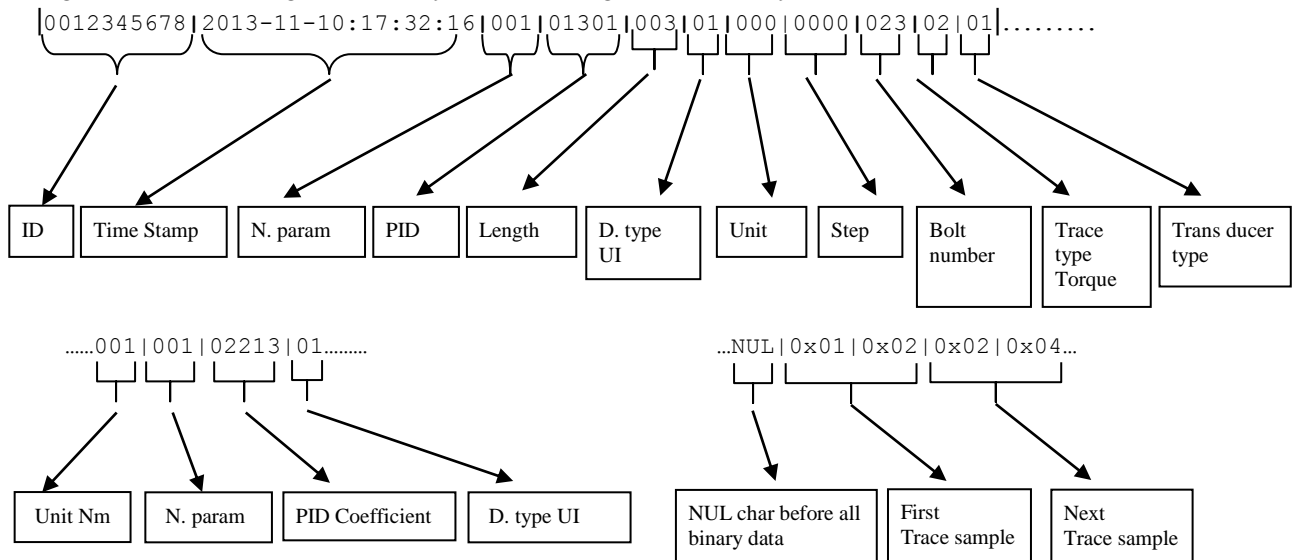 |0012345678|2013-11-10:17:32:16|001|01301|003|01|000|0000|023|02|01|.........
ID
Time Stamp
N. param
PID
Length
D. type
UI
Unit
Step
Bolt
number
Trace
type
Torque
Trans ducer
type
......001|001|02213|01.........
...NUL|0x01|0x02|0x02|0x04...
Unit Nm
N. param
PID Coefficient
D. type UI
NUL char before all
binary data
First
Trace sample
Next
Trace sample